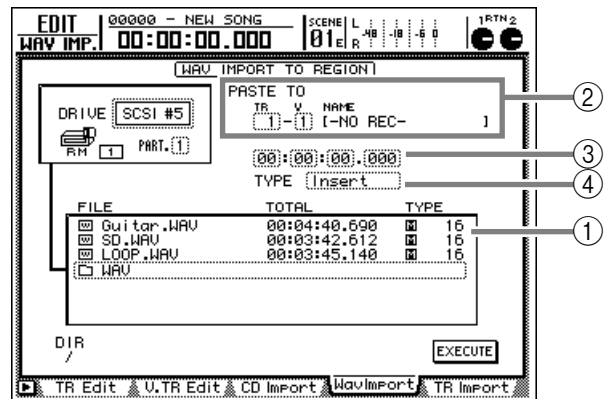 EDIT
WAV IMP.
00000 - NEW SONG
00:00:00.000
SCENE
01E
L
R
-48 -18 -6 0
1RTN2
WAV IMPORT TO REGION
DRIVE SCSI #5
RM 1 PART. 1
PASTE TO
TR V NAME
1 - 1 [-NO REC- ]
2
00:00:00.000
3
TYPE Insert
4
FILE TOTAL TYPE
W Guitar.WAV 00:04:40.690 M 16
1
W SD.WAV 00:03:42.612 M 16
W LOOP.WAV 00:03:45.140 M 16
WAV
DIR
/
EXECUTE
TR Edit V.TR Edit CD Import WavImport TR Import